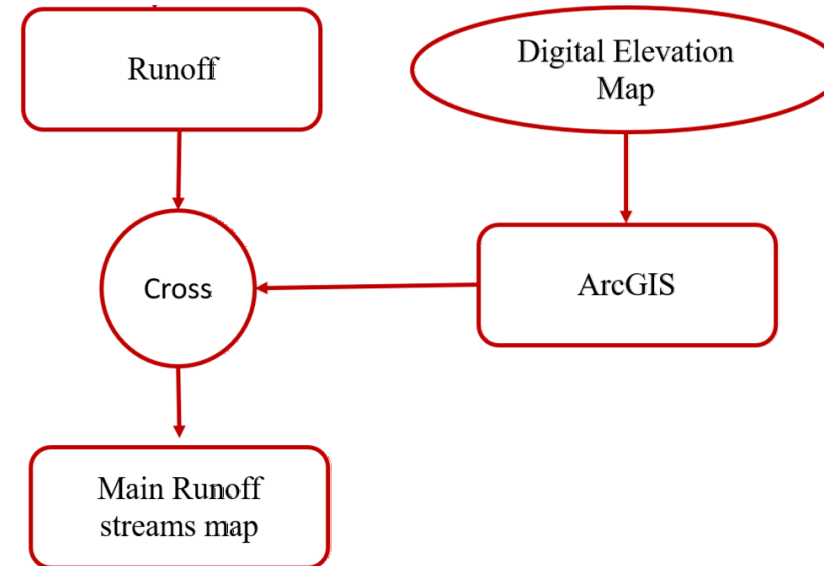 Runoff
Digital Elevation
Map
Cross
ArcGIS
Main Runoff
streams map